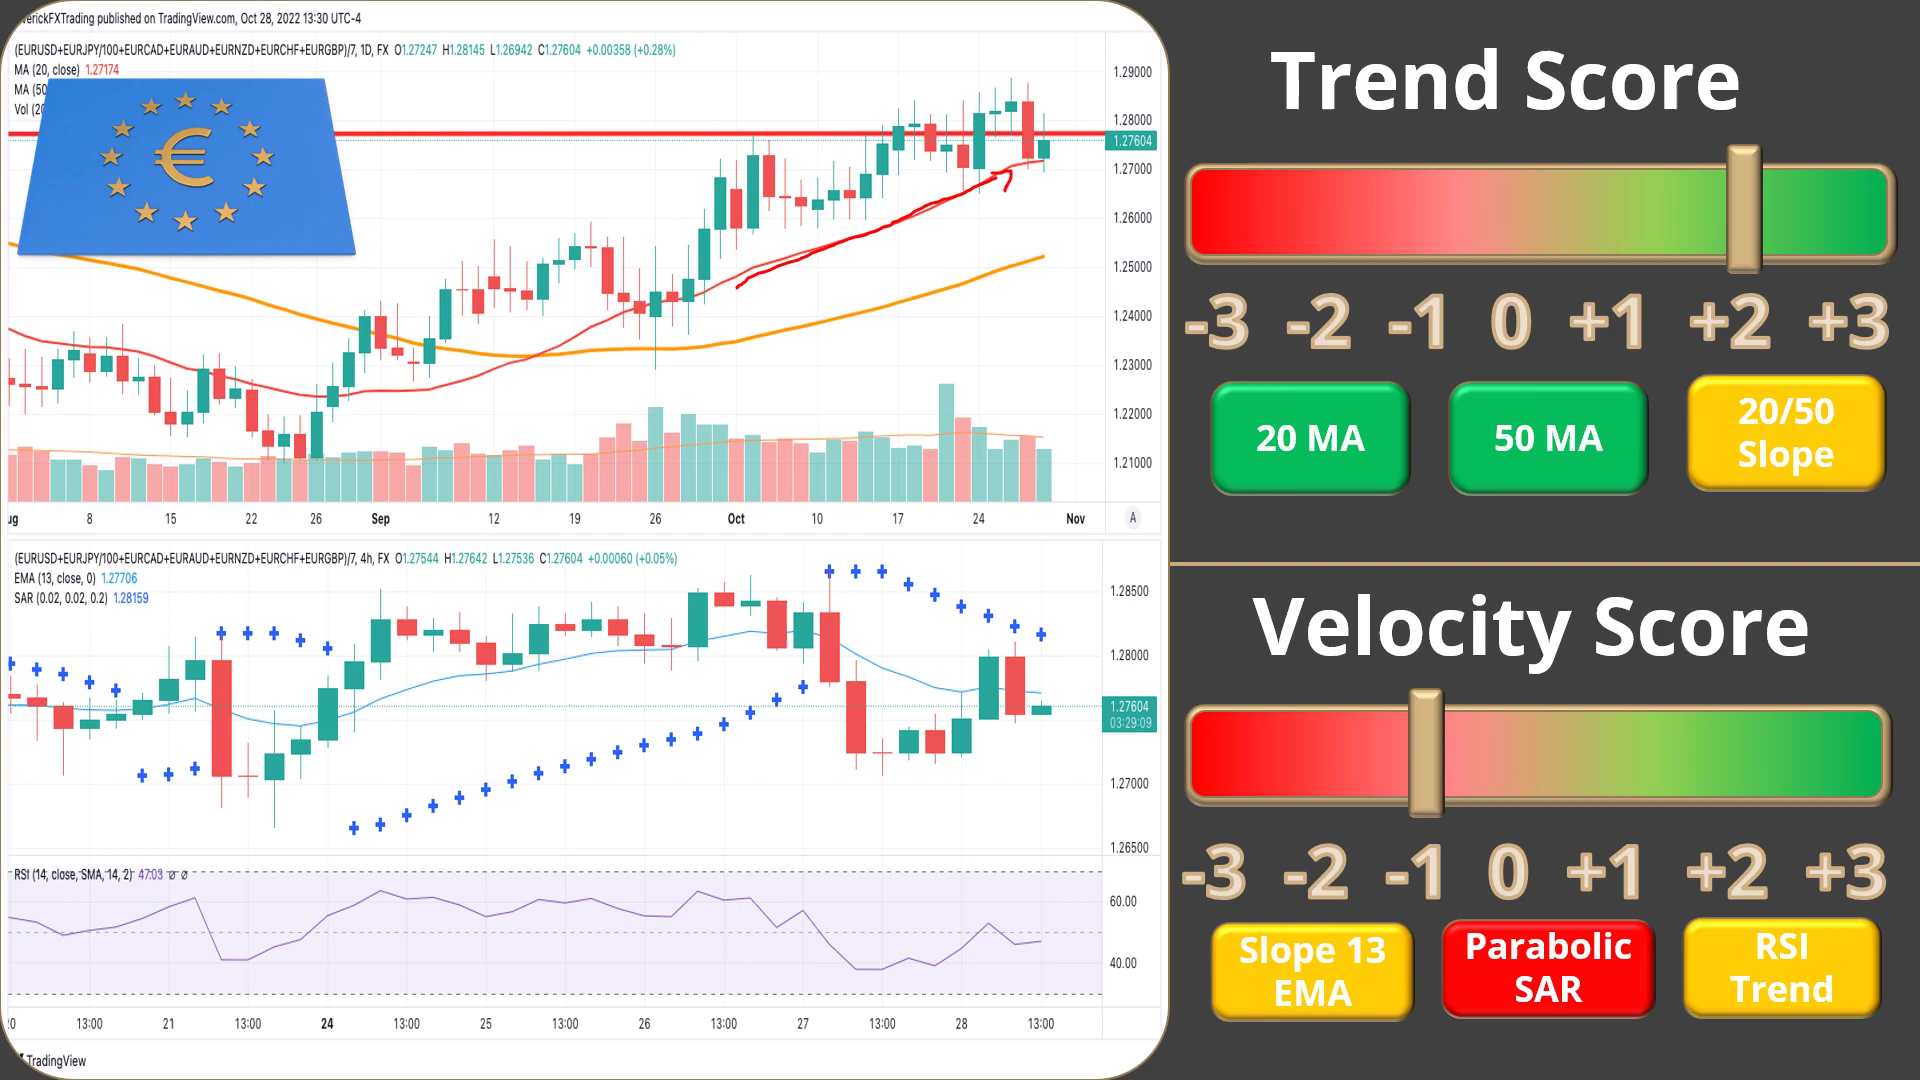 verickFXTrading published on TradingView.com, Oct 28, 2022 13:30 UTC-4
(EURUSD+EURJPY/100+EURCAD+EURAUD+EURNZD+EURCHF+EURGBP)/7, 1D, FX O1.27247 H1.28145 L1.26942 C1.27604 +0.00358 (+0.28%)
MA (20, close) 1.27174
MA (50
Vol (20
€
1.29000
1.28000
1.27604
1.27000
1.26000
1.25000
1.24000
1.23000
1.22000
1.21000
ug 8 15 22 26 Sep 12 19 26 Oct 10 17 24 Nov A
(EURUSD+EURJPY/100+EURCAD+EURAUD+EURNZD+EURCHF+EURGBP)/7, 4h, FX O1.27544 H1.27642 L1.27536 C1.27604 +0.00060 (+0.05%)
EMA (13, close, 0) 1.27706
SAR (0.02, 0.02, 0.2) 1.28159
1.28500
1.28000
1.27604
03:29:09
1.27000
1.26500
RSI (14, close, SMA, 14, 2) 47.03 ø ø
60.00
40.00
20 13:00 21 13:00 24 13:00 25 13:00 26 13:00 27 13:00 28 13:00
TradingView
Trend Score
-3 -2 -1 0 +1 +2 +3
20 MA
50 MA
20/50
Slope
Velocity Score
-3 -2 -1 0 +1 +2 +3
Slope 13
EMA
Parabolic
SAR
RSI
Trend